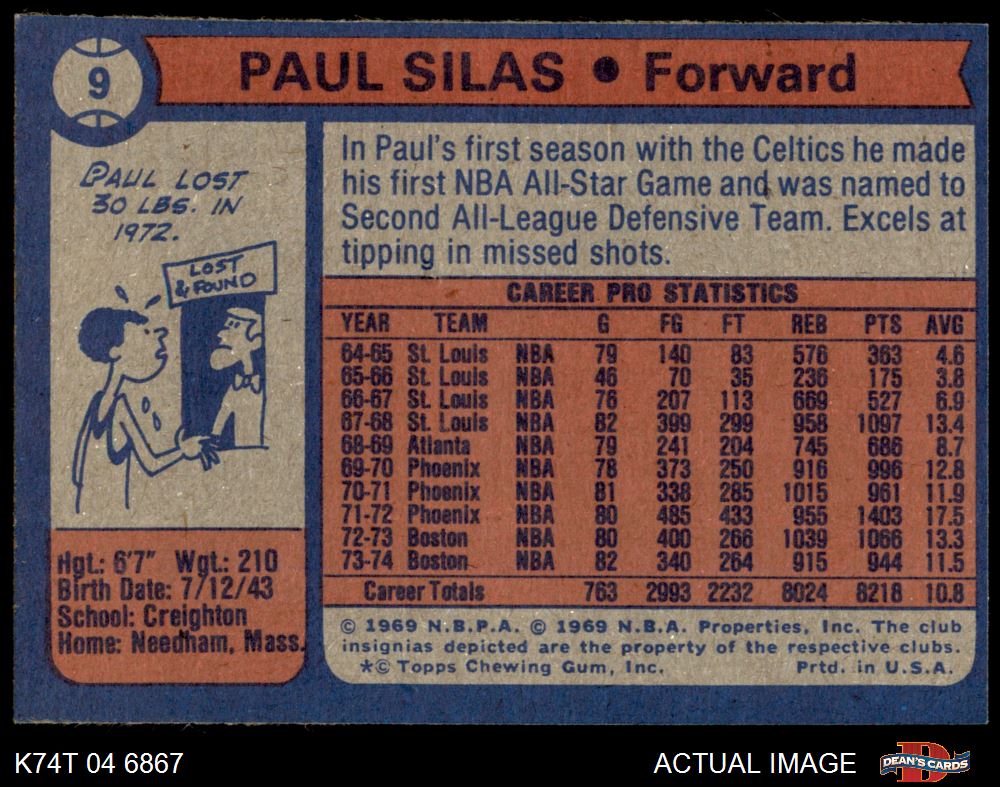 9
PAUL SILAS • Forward
PAUL LOST
30 LBS. IN
1972.
LOST
& FOUND
Hgt.: 6'7" Wgt.: 210
Birth Date: 7/12/43
School: Creighton
Home: Needham, Mass.
In Paul's first season with the Celtics he made
his first NBA All-Star Game and was named to
Second All-League Defensive Team. Excels at
tipping in missed shots.
CAREER PRO STATISTICS
YEAR TEAM G FG FT REB PTS AVG
64-65 St. Louis NBA 79 140 83 576 363 4.6
65-66 St. Louis NBA 46 70 35 236 175 3.8
66-67 St. Louis NBA 76 207 113 669 527 6.9
67-68 St. Louis NBA 82 399 299 958 1097 13.4
68-69 Atlanta NBA 79 241 204 745 686 8.7
69-70 Phoenix NBA 78 373 250 916 996 12.8
70-71 Phoenix NBA 81 338 285 1015 961 11.9
71-72 Phoenix NBA 80 485 433 955 1403 17.5
72-73 Boston NBA 80 400 266 1039 1066 13.3
73-74 Boston NBA 82 340 264 915 944 11.5
Career Totals 763 2993 2232 8024 8218 10.8
© 1969 N.B.P.A. © 1969 N.B.A. Properties, Inc. The club
insignias depicted are the property of the respective clubs.
*© Topps Chewing Gum, Inc. Prtd. in U.S.A.
K74T 04 6867
ACTUAL IMAGE
D
DEAN'S CARDS